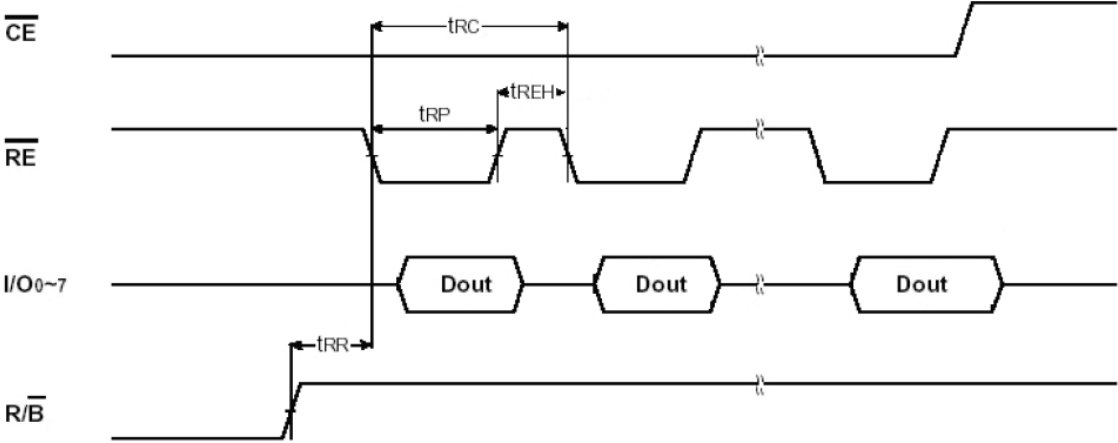 CE
tRC
tREH
tRP
RE
I/O0~7
Dout
Dout
Dout
tRR
R/B